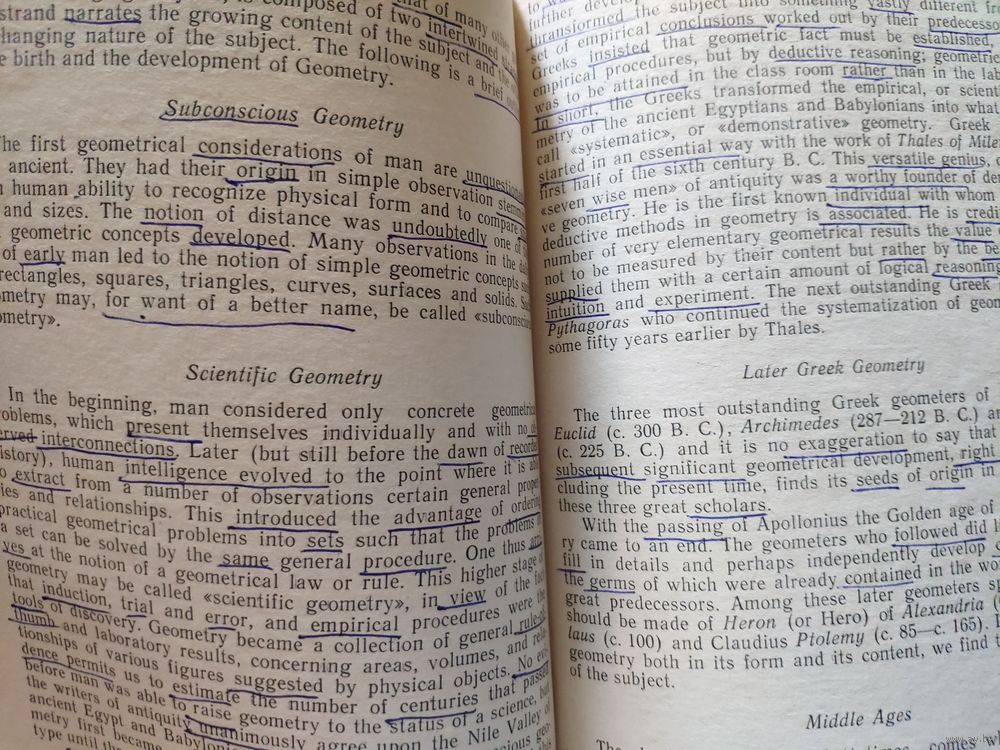 composed of two intertwined
strand narrates the growing content of the subject and the
changing nature of the subject. The following is a brief
birth and the development of Geometry.
Subconscious Geometry
The first geometrical considerations of man are
ancient. They had their origin in simple observation
human ability to recognize physical form and to compare
and sizes. The notion of distance was undoubtedly one of
geometric concepts developed. Many observations in the
of early man led to the notion of simple geometric concepts
rectangles, squares, triangles, curves, surfaces and solids.
may, for want of a better name, be called
Scientific Geometry
In the beginning, man considered only concrete
which present themselves individually and with no
interconnections. Later (but still before the dawn of
human intelligence evolved to the point where it is
extract from a number of observations certain general
and relationships. This introduced the advantage of ordering
practical geometrical problems into sets such that the problems
a set can be solved by the same general procedure. One thus
at the notion of a geometrical law or rule. This higher stage of
geometry may be called «scientific geometry», in view of the fact
that induction, trial and error, and empirical procedures were the
tools of discovery. Geometry became a collection of general
thumb and laboratory results, concerning areas, volumes, and
tionships of various figures suggested by physical objects. No evi-
dence permits us to estimate the number of centuries that passed
before man was able to raise geometry to the status of a science, but
the writers of antiquity unanimously agree upon the Nile Valley of
ancient Egypt and
metry first became
type until the
further
thransformed the subject into something vastly different
set of empirical conclusions worked out by their
Greeks insisted that geometric fact must be established,
empirical procedures, but by deductive reasoning; geometric
was to be attained in the class room rather than in the
In short, the Greeks transformed the empirical, or
metry of the ancient Egyptians and Babylonians into what
call «systematic», or «demonstrative» geometry. Greek
started in an essential way with the work of Thales of
first half of the sixth century B. C. This versatile genius,
«seven wise men» of antiquity was a worthy founder of
ve geometry. He is the first known individual with whom
deductive methods in geometry is associated. He is
number of very elementary geometrical results the value
not to be measured by their content but rather by the
supplied them with a certain amount of logical reasoning
intuition and experiment. The next outstanding Greek
Pythagoras who continued the systematization of
some fifty years earlier by Thales.
Later Greek Geometry
The three most outstanding Greek geometers of
Euclid (c. 300 B. C.), Archimedes (287—212 B. C.)
(c. 225 B. C.) and it is no exaggeration to say that
subsequent significant geometrical development, right
cluding the present time, finds its seeds of origin in
these three great scholars.
With the passing of Apollonius the Golden age of
ry came to an end. The geometers who followed did
fill in details and perhaps independently develop
the germs of which were already contained in the
great predecessors. Among these later geometers
should be made of Heron (or Hero) of Alexandria
laus (c. 100) and Claudius Ptolemy (c. 85—c. 165).
geometry both in its form and its content, we find
of the subject.
Middle Ages